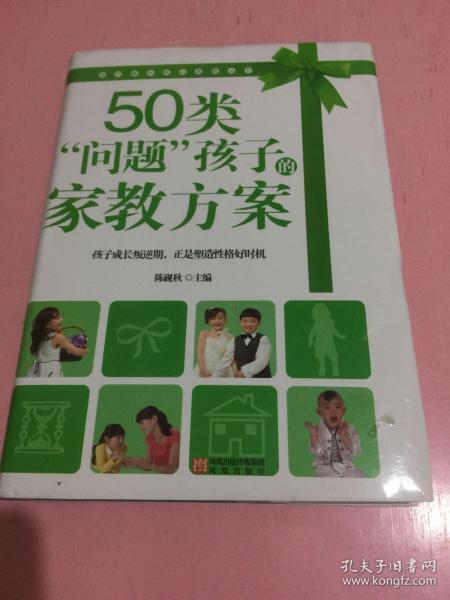 50类
“问题”孩子的
家教方案
孩子成长叛逆期，正是塑造性格好时机
陈觊秋◎主编
凤凰出版传媒集团
凤凰出版社
孔夫子旧书网
www.kongfz.com